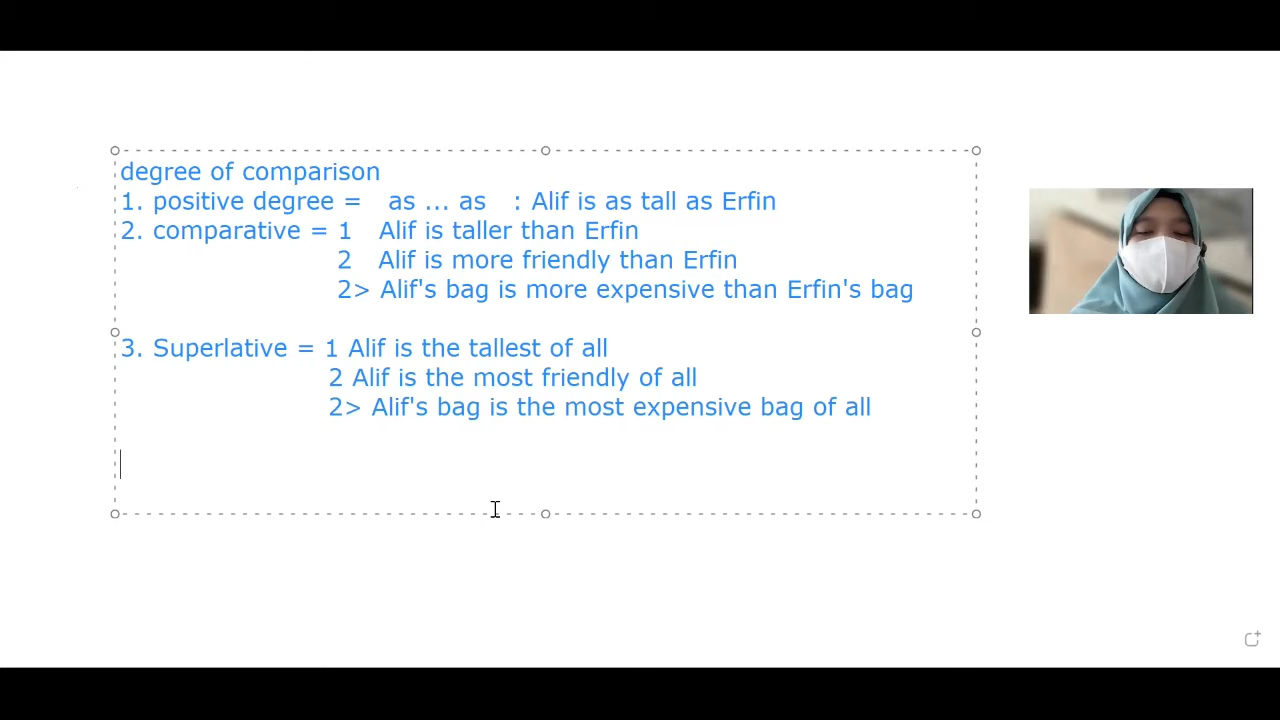 degree of comparison
1. positive degree = as ... as : Alif is as tall as Erfin
2. comparative = 1 Alif is taller than Erfin
2 Alif is more friendly than Erfin
2> Alif's bag is more expensive than Erfin's bag
3. Superlative = 1 Alif is the tallest of all
2 Alif is the most friendly of all
2> Alif's bag is the most expensive bag of all